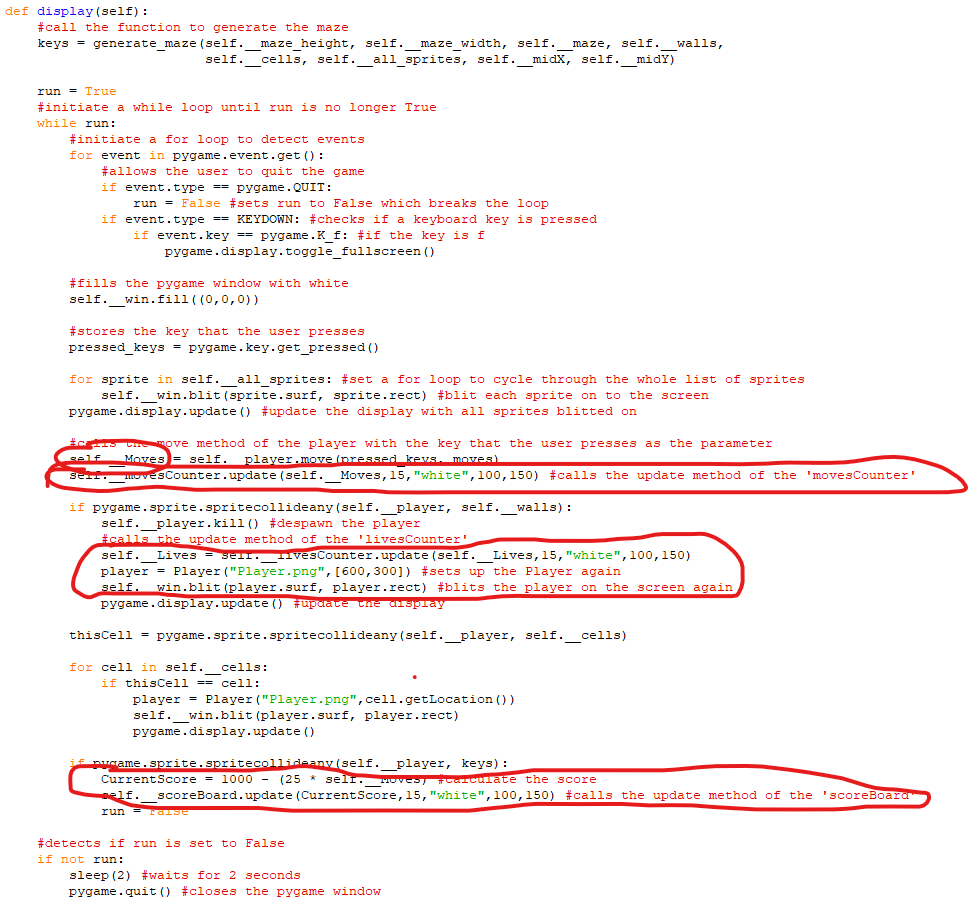 def display(self):
    #call the function to generate the maze
    keys = generate_maze(self.__maze_height, self.__maze_width, self.__maze, self.__walls,
                         self.__cells, self.__all_sprites, self.__midX, self.__midY)

    run = True
    #initiate a while loop until run is no longer True
    while run:
        #initiate a for loop to detect events
        for event in pygame.event.get():
            #allows the user to quit the game
            if event.type == pygame.QUIT:
                run = False #sets run to False which breaks the loop
            if event.type == KEYDOWN: #checks if a keyboard key is pressed
                if event.key == pygame.K_f: #if the key is f
                    pygame.display.toggle_fullscreen()

        #fills the pygame window with white
        self.__win.fill((0,0,0))

        #stores the key that the user presses
        pressed_keys = pygame.key.get_pressed()

        for sprite in self.__all_sprites: #set a for loop to cycle through the whole list of sprites
            self.__win.blit(sprite.surf, sprite.rect) #blit each sprite on to the screen
        pygame.display.update() #update the display with all sprites blitted on

        #calls the move method of the player with the key that the user presses as the parameter
        self.__Moves = self.__player.move(pressed_keys, moves)
        self.__movesCounter.update(self.__Moves,15,"white",100,150) #calls the update method of the 'movesCounter'

        if pygame.sprite.spritecollideany(self.__player, self.__walls):
            self.__player.kill() #despawn the player
            #calls the update method of the 'livesCounter'
            self.__Lives = self.__livesCounter.update(self.__Lives,15,"white",100,150)
            player = Player("Player.png",[600,300]) #sets up the Player again
            self.__win.blit(player.surf, player.rect) #blits the player on the screen again
            pygame.display.update() #update the display

        thisCell = pygame.sprite.spritecollideany(self.__player, self.__cells)

        for cell in self.__cells:
            if thisCell == cell:
                player = Player("Player.png",cell.getLocation())
                self.__win.blit(player.surf, player.rect)
                pygame.display.update()

        if pygame.sprite.spritecollideany(self.__player, keys):
            CurrentScore = 1000 - (25 * self.__Moves) #calculate the score
            self.__scoreBoard.update(CurrentScore,15,"white",100,150) #calls the update method of the 'scoreBoard'
            run = False

    #detects if run is set to False
    if not run:
        sleep(2) #waits for 2 seconds
        pygame.quit() #closes the pygame window